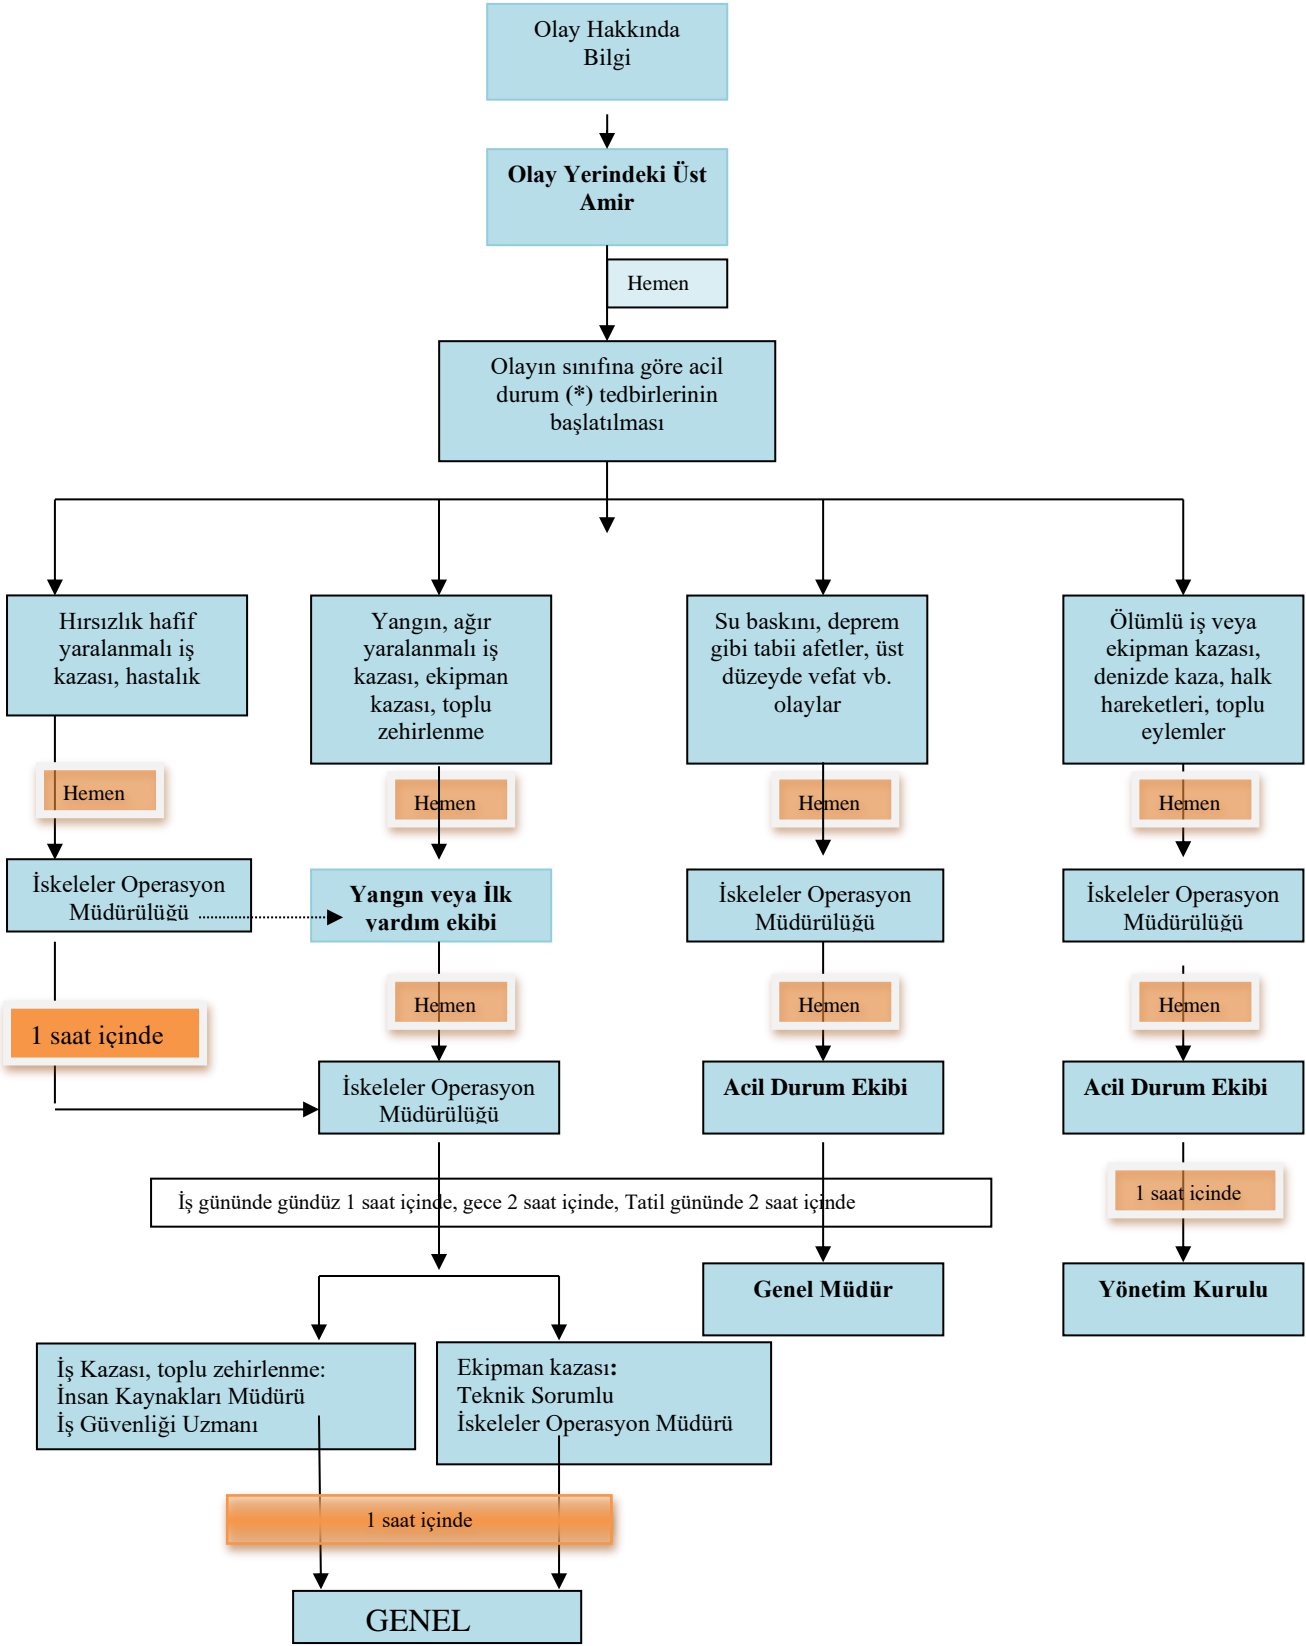 Olay Hakkında
Bilgi
Olay Yerindeki Üst
Amir
Hemen
Olayın sınıfına göre acil
durum (*) tedbirlerinin
başlatılması
Hırsızlık hafif
yaralanmalı iş
kazası, hastalık
Yangın, ağır
yaralanmalı iş
kazası, ekipman
kazası, toplu
zehirlenme
Su baskını, deprem
gibi tabii afetler, üst
düzeyde vefat vb.
olaylar
Ölümlü iş veya
ekipman kazası,
denizde kaza, halk
hareketleri, toplu
eylemler
Hemen
Hemen
Hemen
Hemen
İskeleler Operasyon
Müdürülüğü
Yangın veya İlk
yardım ekibi
İskeleler Operasyon
Müdürülüğü
İskeleler Operasyon
Müdürülüğü
1 saat içinde
Hemen
Hemen
Hemen
İskeleler Operasyon
Müdürülüğü
Acil Durum Ekibi
Acil Durum Ekibi
İş gününde gündüz 1 saat içinde, gece 2 saat içinde, Tatil gününde 2 saat içinde
1 saat içinde
Genel Müdür
Yönetim Kurulu
İş Kazası, toplu zehirlenme:
İnsan Kaynakları Müdürü
İş Güvenliği Uzmanı
Ekipman kazası:
Teknik Sorumlu
İskeleler Operasyon Müdürü
1 saat içinde
GENEL